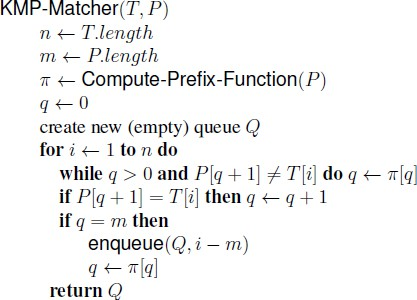 KMP-Matcher(T, P)
n ← T.length
m ← P.length
π ← Compute-Prefix-Function(P)
q ← 0
create new (empty) queue Q
for i ← 1 to n do
while q > 0 and P[q + 1] ≠ T[i] do q ← π[q]
if P[q + 1] = T[i] then q ← q + 1
if q = m then
enqueue(Q, i − m)
q ← π[q]
return Q